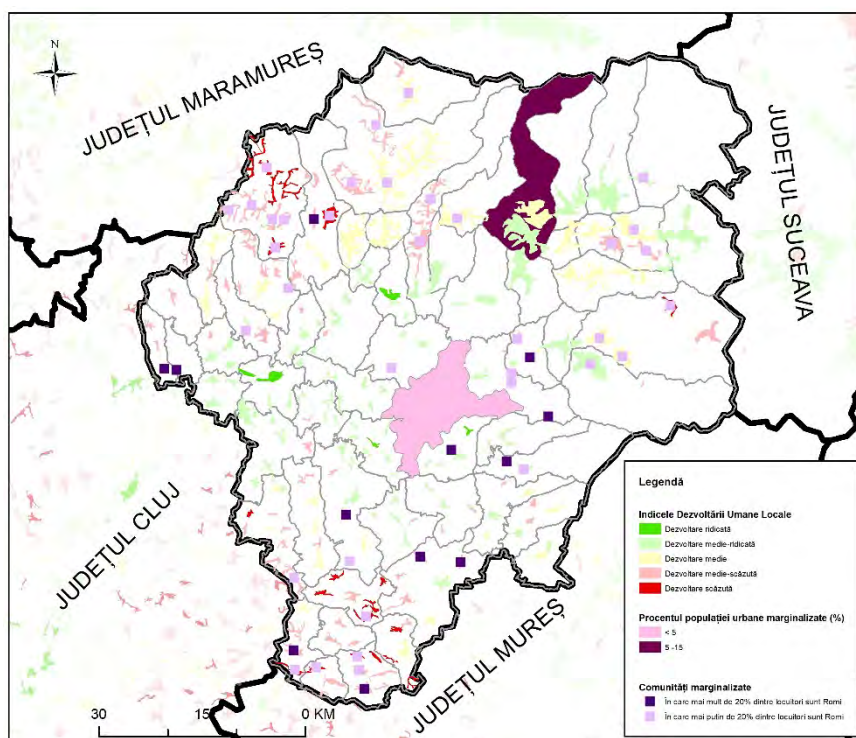 N
JUDEȚUL MARAMUREȘ
JUDEȚUL SUCEAVA
JUDEȚUL CLUJ
JUDEȚUL MUREȘ
30 15 0 KM
Legendă
Indicele Dezvoltării Umane Locale
Dezvoltare ridicată
Dezvoltare medie-ridicată
Dezvoltare medie
Dezvoltare medie-scăzută
Dezvoltare scăzută
Procentul populației urbane marginalizate (%)
< 5
5 -15
Comunități marginalizate
În care mai mult de 20% dintre locuitori sunt Romi
În care mai puțin de 20% dintre locuitori sunt Romi